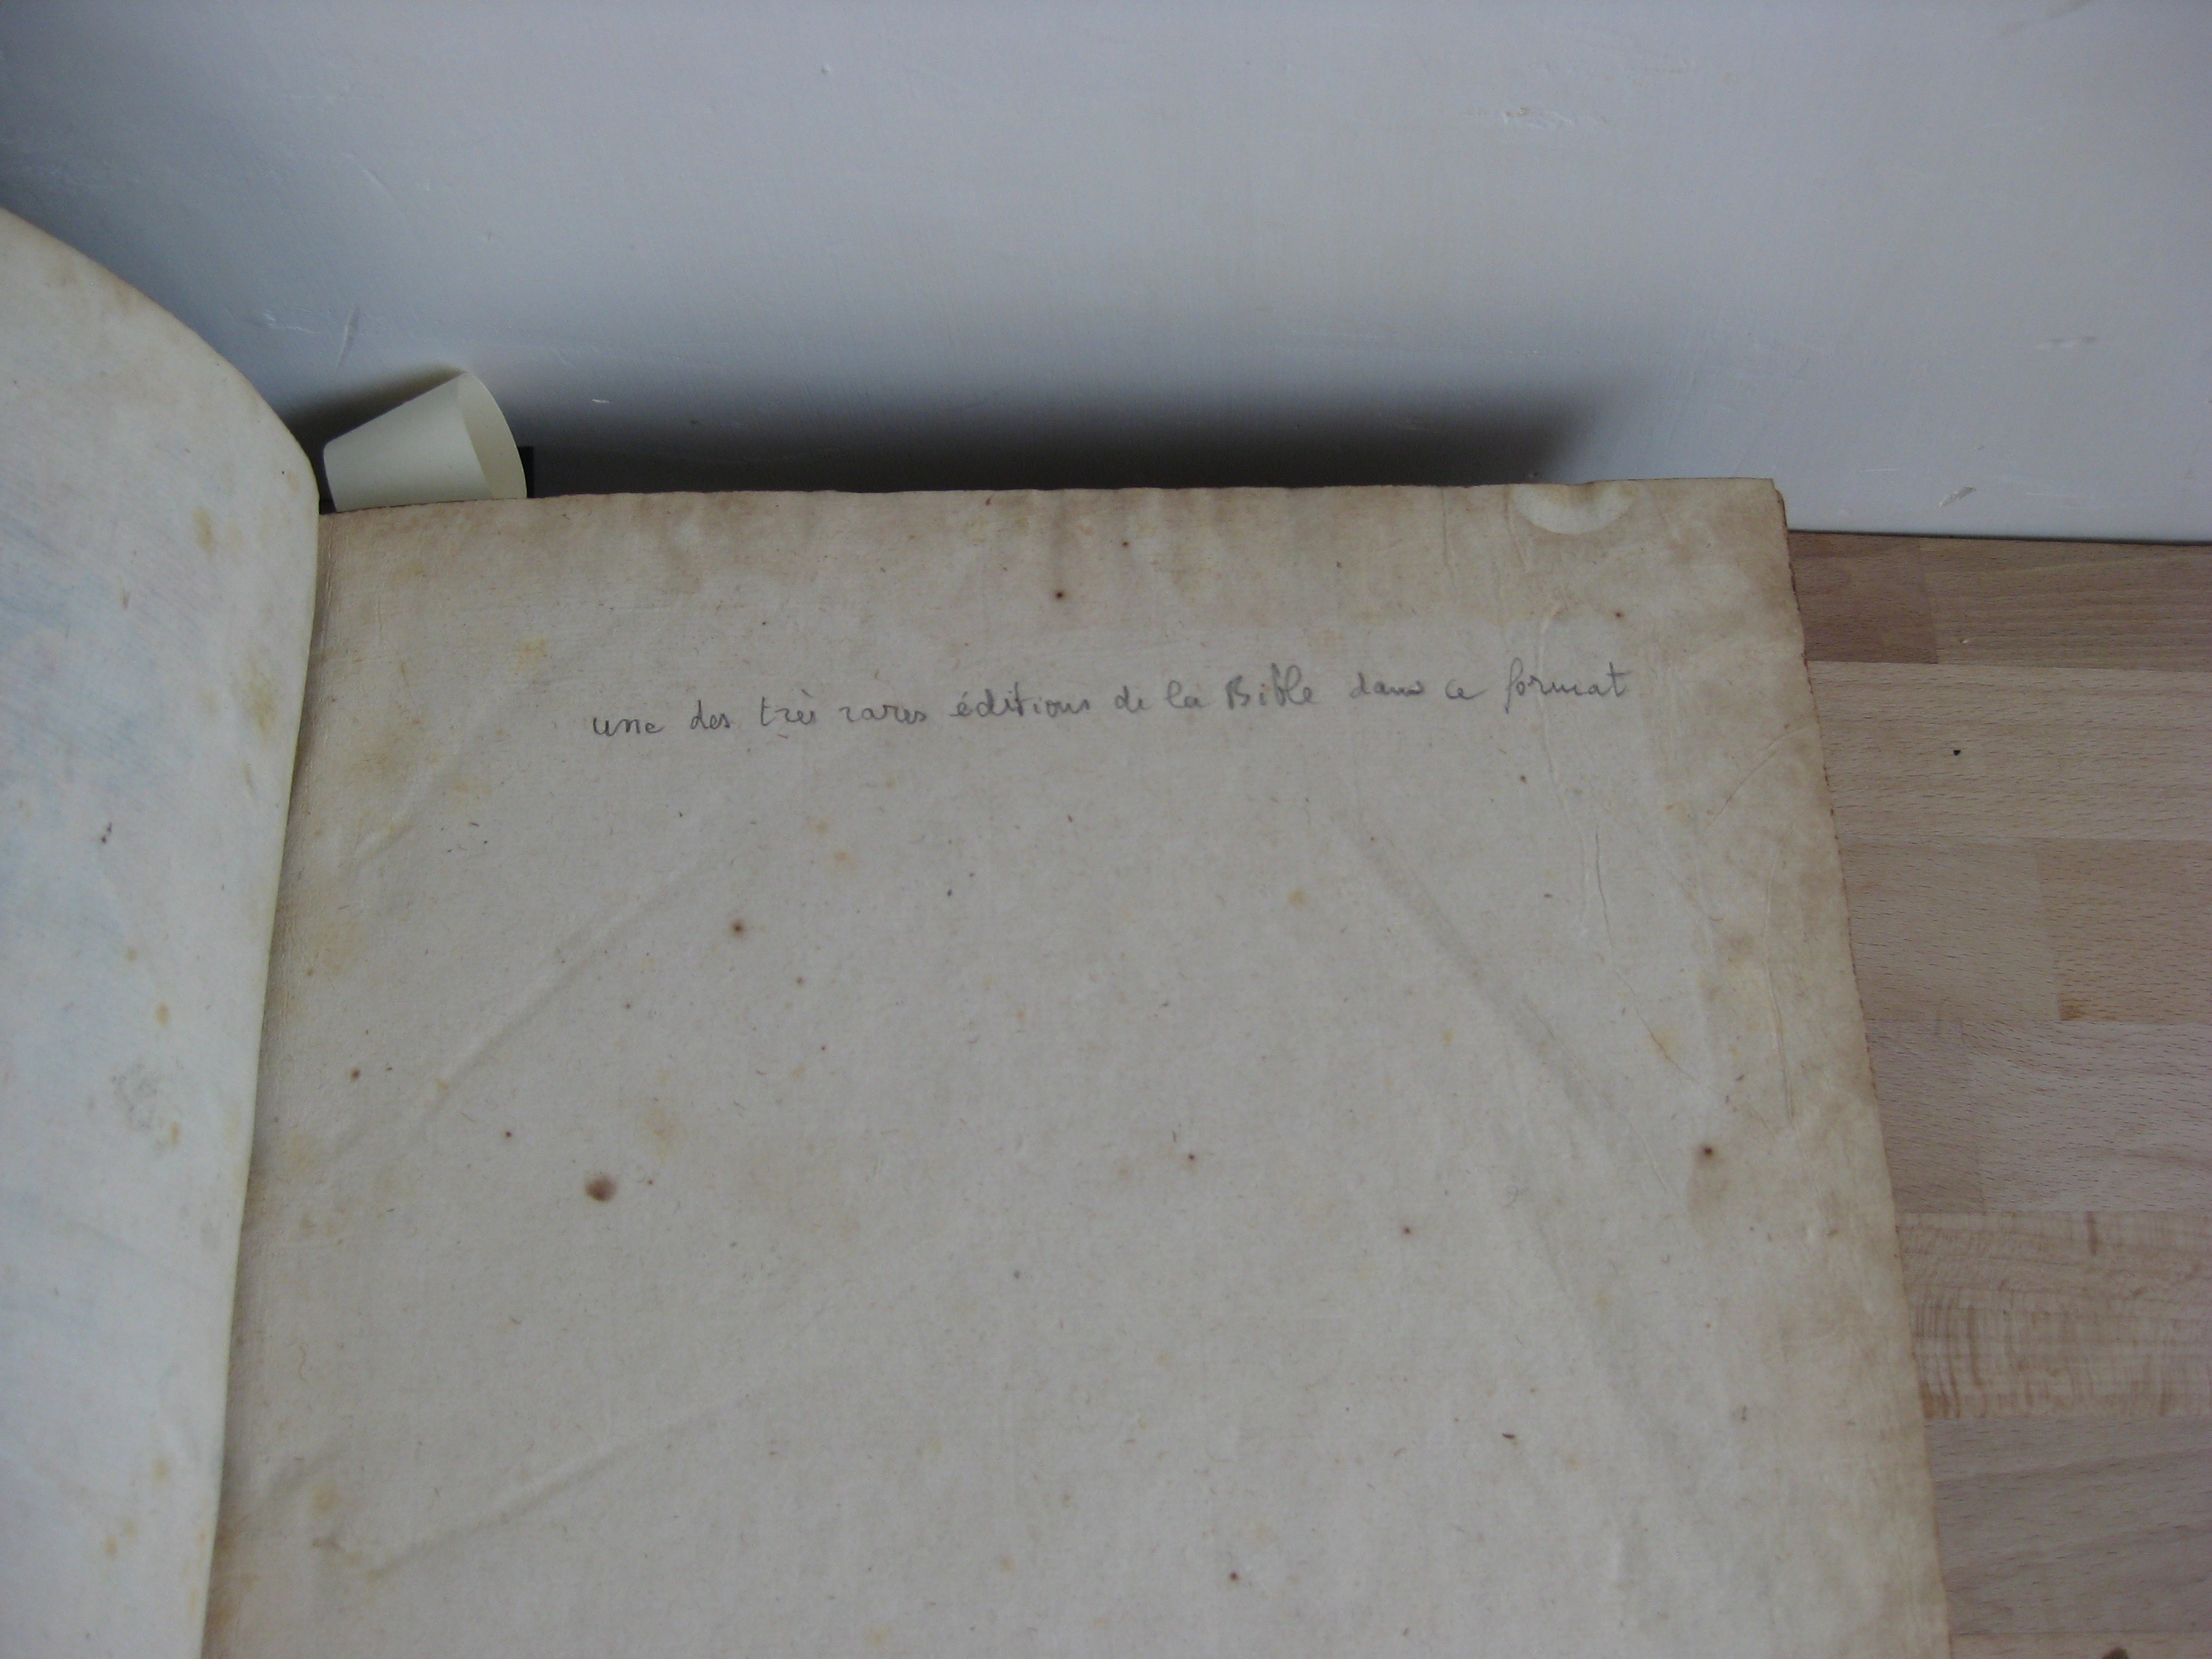 une des très rares éditions de la Bible dans ce format